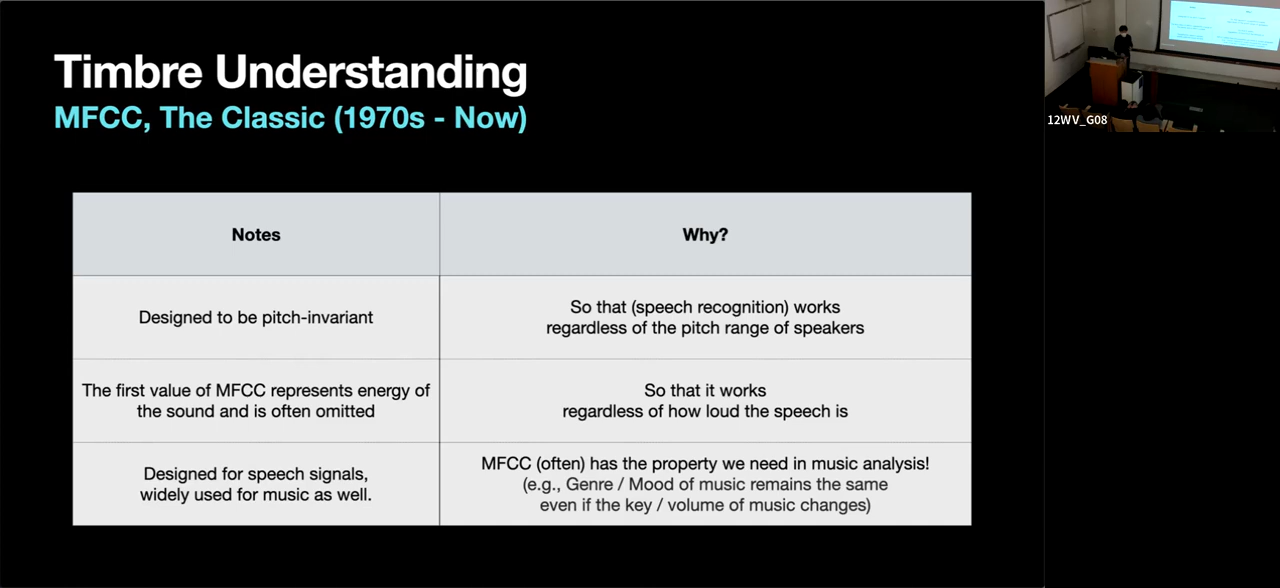 Timbre Understanding
MFCC, The Classic (1970s - Now)
Notes
Why?
Designed to be pitch-invariant
So that (speech recognition) works
regardless of the pitch range of speakers
The first value of MFCC represents energy of
the sound and is often omitted
So that it works
regardless of how loud the speech is
Designed for speech signals,
widely used for music as well.
MFCC (often) has the property we need in music analysis!
(e.g., Genre / Mood of music remains the same
even if the key / volume of music changes)
12WV_G08